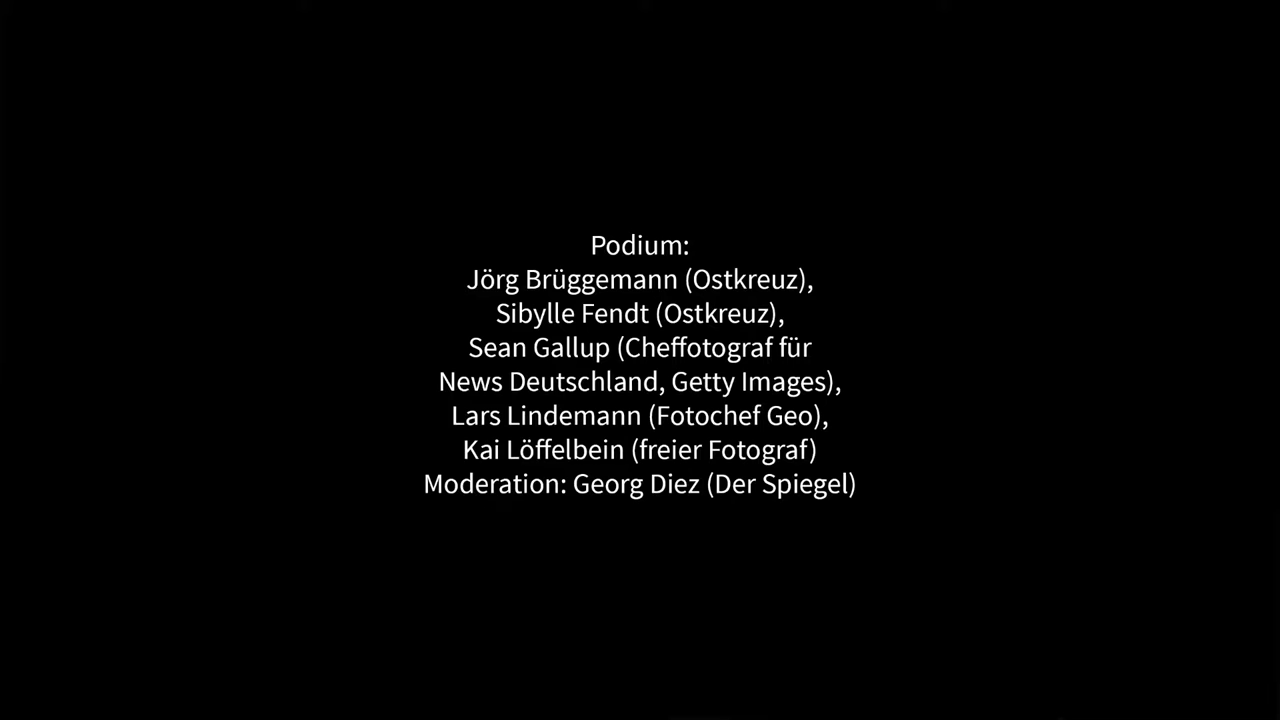 Podium:
Jörg Brüggemann (Ostkreuz),
Sibylle Fendt (Ostkreuz),
Sean Gallup (Cheffotograf für
News Deutschland, Getty Images),
Lars Lindemann (Fotochef Geo),
Kai Löffelbein (freier Fotograf)
Moderation: Georg Diez (Der Spiegel)